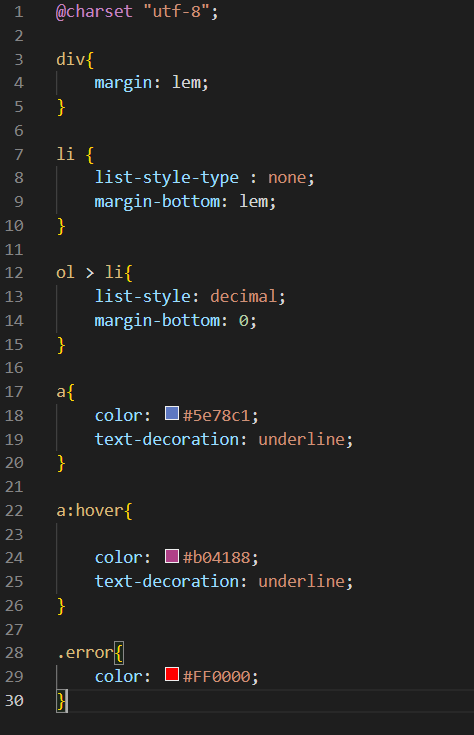 1 @charset "utf-8";
2
3 div{
4 margin: lem;
5 }
6
7 li {
8 list-style-type : none;
9 margin-bottom: lem;
10 }
11
12 ol > li{
13 list-style: decimal;
14 margin-bottom: 0;
15 }
16
17 a{
18 color: #5e78c1;
19 text-decoration: underline;
20 }
21
22 a:hover{
23
24 color: #b04188;
25 text-decoration: underline;
26 }
27
28 .error{
29 color: #FF0000;
30 }